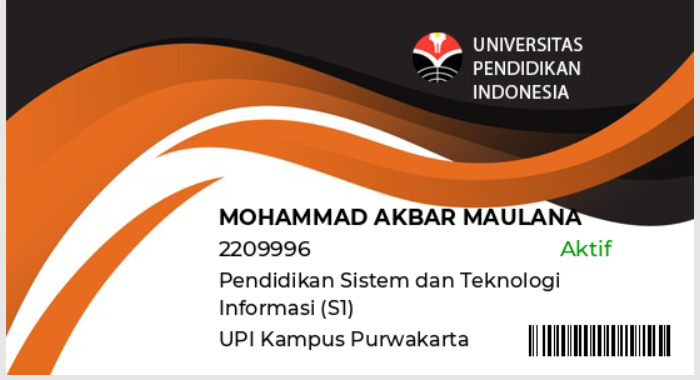 UNIVERSITAS
PENDIDIKAN
INDONESIA
MOHAMMAD AKBAR MAULANA
2209996
Aktif
Pendidikan Sistem dan Teknologi
Informasi (S1)
UPI Kampus Purwakarta